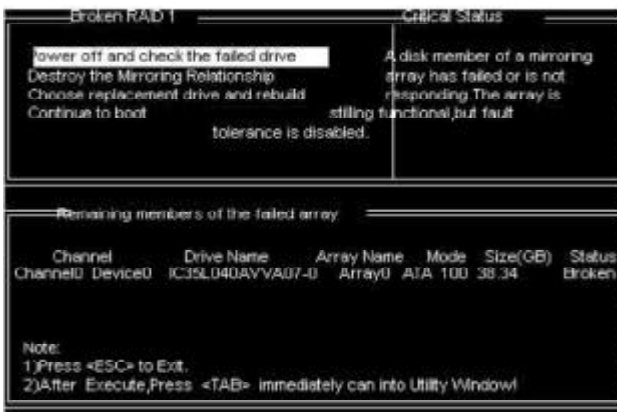 Broken RAID 1
Critical Status
Power off and check the failed drive
Destroy the Mirroring Relationship
Choose replacement drive and rebuild
Continue to boot
A disk member of a mirroring
array has failed or is not
responding.The array is
stilling functional,but fault
tolerance is disabled.
Remaining members of the failed array
Channel Drive Name Array Name Mode Size(GB) Status
Channel0 Device0 IC35L040AVVA07-0 Array0 ATA 100 38.34 Broken
Note:
1)Press <ESC> to Exit.
2)After Execute,Press <TAB> immediately can into Utility Window!